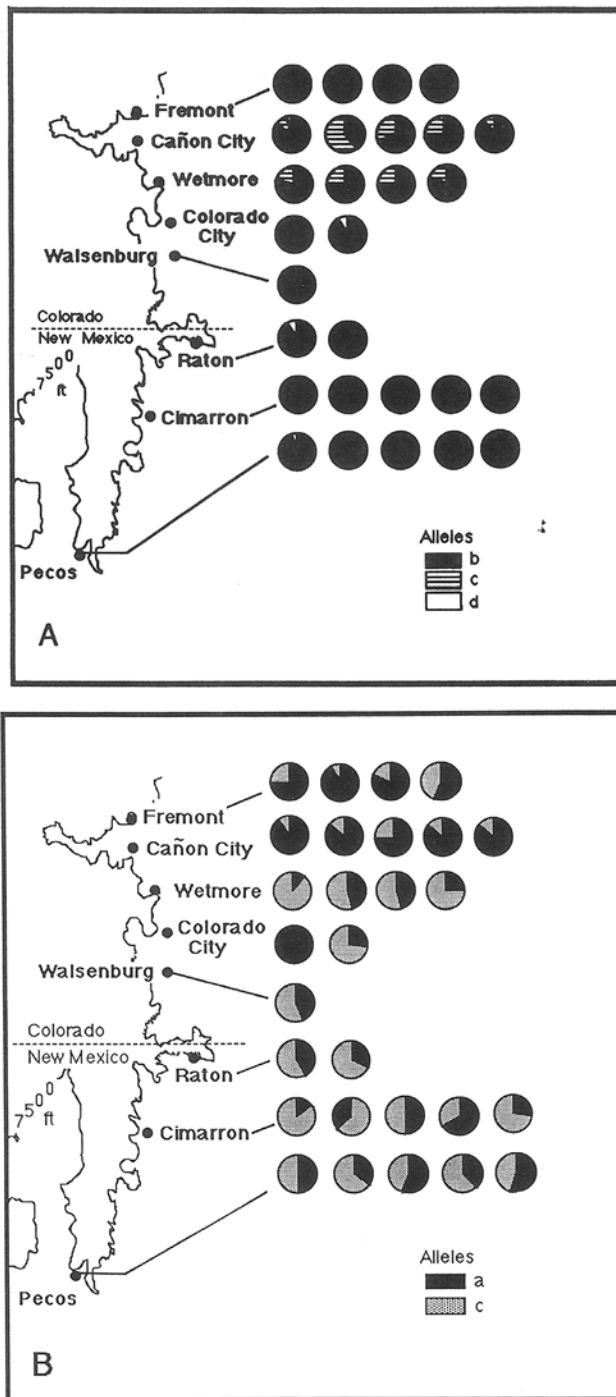 Fremont
Cañon City
Wetmore
Colorado
City
Walsenburg
Colorado
New Mexico
7500
ft
Raton
Cimarron
Pecos
Alleles
b
c
d
A
Fremont
Cañon City
Wetmore
Colorado
City
Walsenburg
Colorado
New Mexico
7500
ft
Raton
Cimarron
Pecos
Alleles
a
c
B